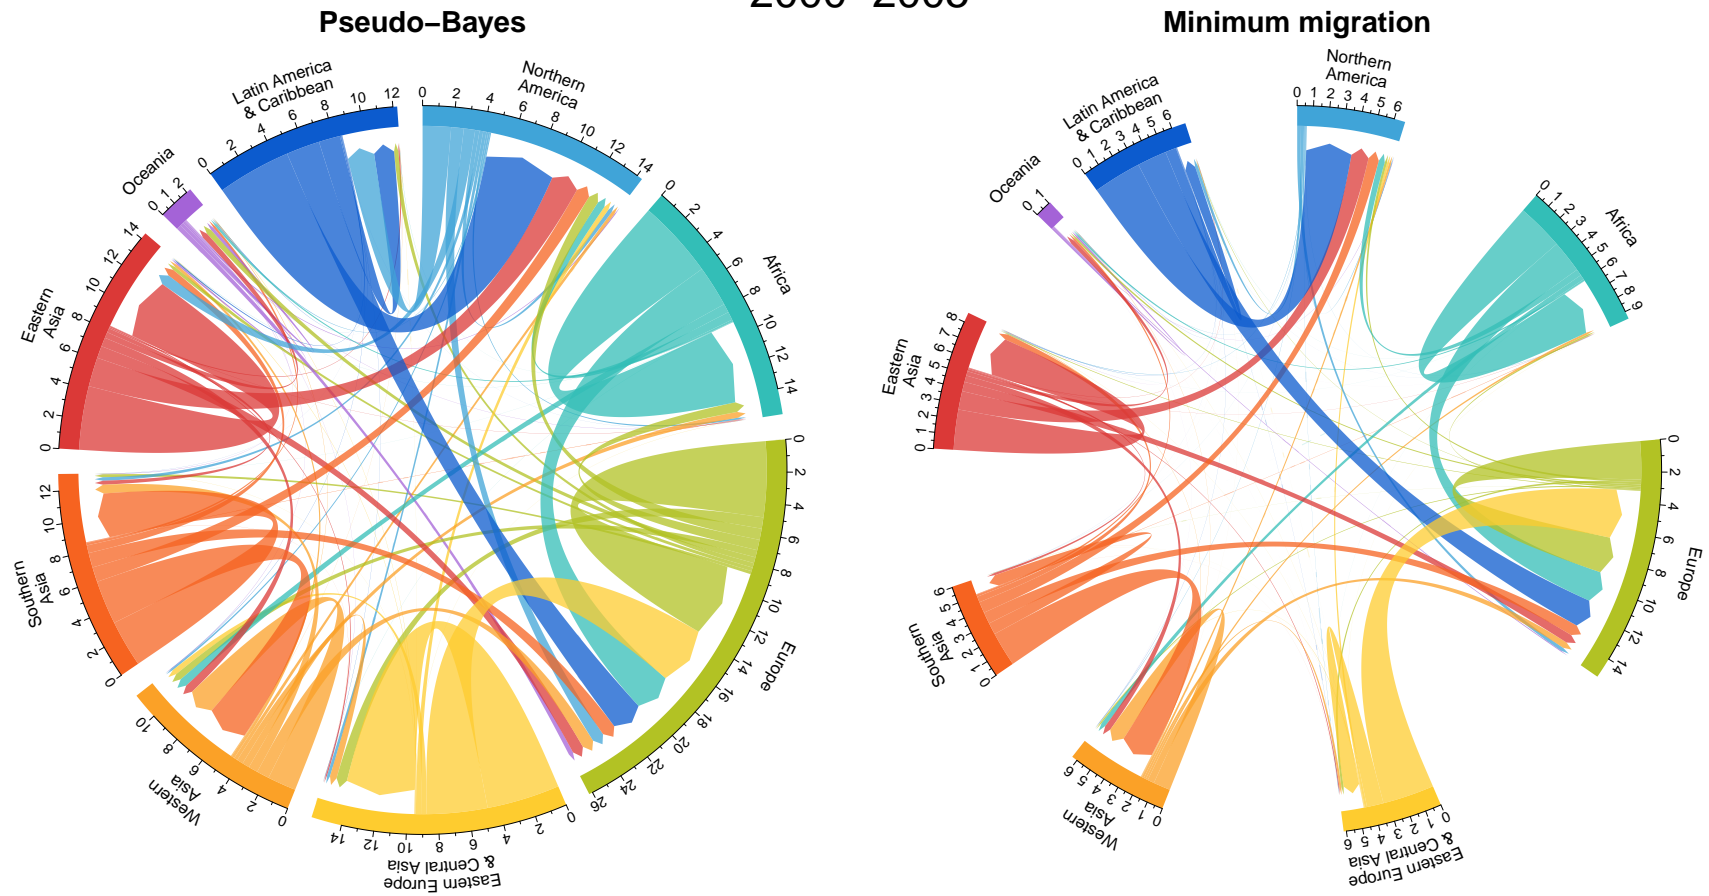 Pseudo−Bayes
Northern
America
0 2 4 6 8 10 12 14
Africa
0 2 4 6 8 10 12 14
Europe
0 2 4 6 8 10 12 14 16 18 20 22 24 26
Eastern Europe
& Central Asia
0 2 4 6 8 10 12 14
Western
Asia
0 2 4 6 8 10
Southern
Asia
0 2 4 6 8 10 12
Eastern
Asia
0 2 4 6 8 10 12 14
Oceania
0 1 2
Latin America
& Caribbean
0 2 4 6 8 10 12
Minimum migration
Northern
America
0 1 2 3 4 5 6
Africa
0 1 2 3 4 5 6 7 8 9
Europe
0 2 4 6 8 10 12 14
Eastern Europe
& Central Asia
0 1 2 3 4 5 6
Western
Asia
0 1 2 3 4 5 6
Southern
Asia
0 1 2 3 4 5 6
Eastern
Asia
0 1 2 3 4 5 6 7 8
Oceania
0 1
Latin America
& Caribbean
0 1 2 3 4 5 6